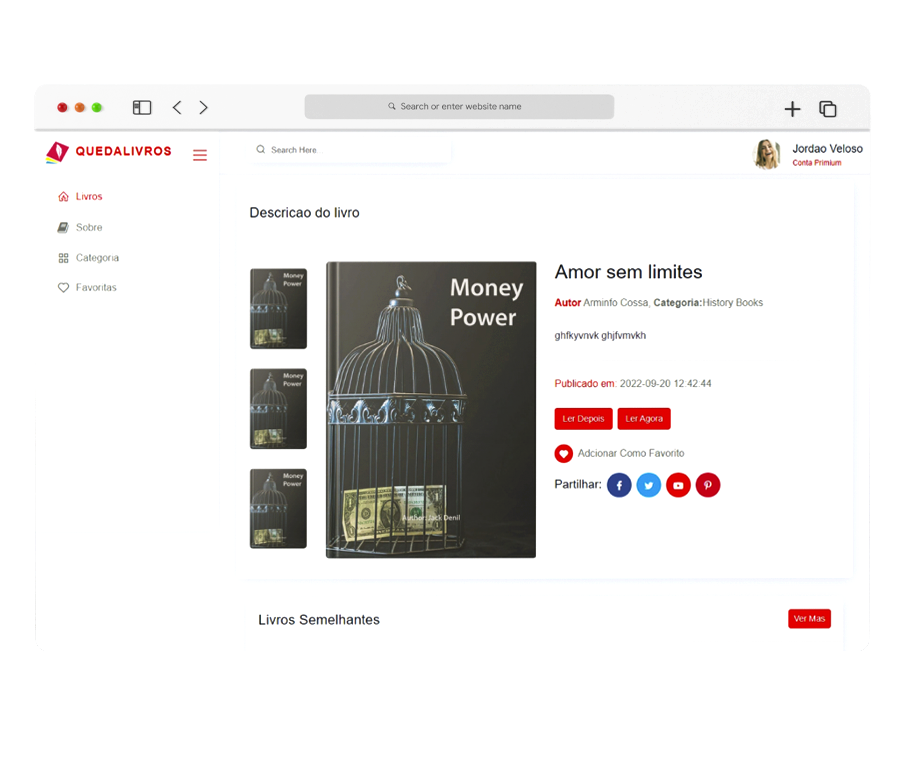 Search or enter website name
QUEDALIVROS
Search Here
Jordao Veloso
Conta Primium
Livros
Sobre
Categoria
Favoritas
Descricao do livro
Money
Power
Money
Power
Money
Power
Money
Power
Author: Jack Denil
Amor sem limites
Autor Arminfo Cossa, Categoria:History Books
ghfkyvnvk ghjfvmvkh
Publicado em: 2022-09-20 12:42:44
Ler Depois
Ler Agora
Adcionar Como Favorito
Partilhar:
Livros Semelhantes
Ver Mas